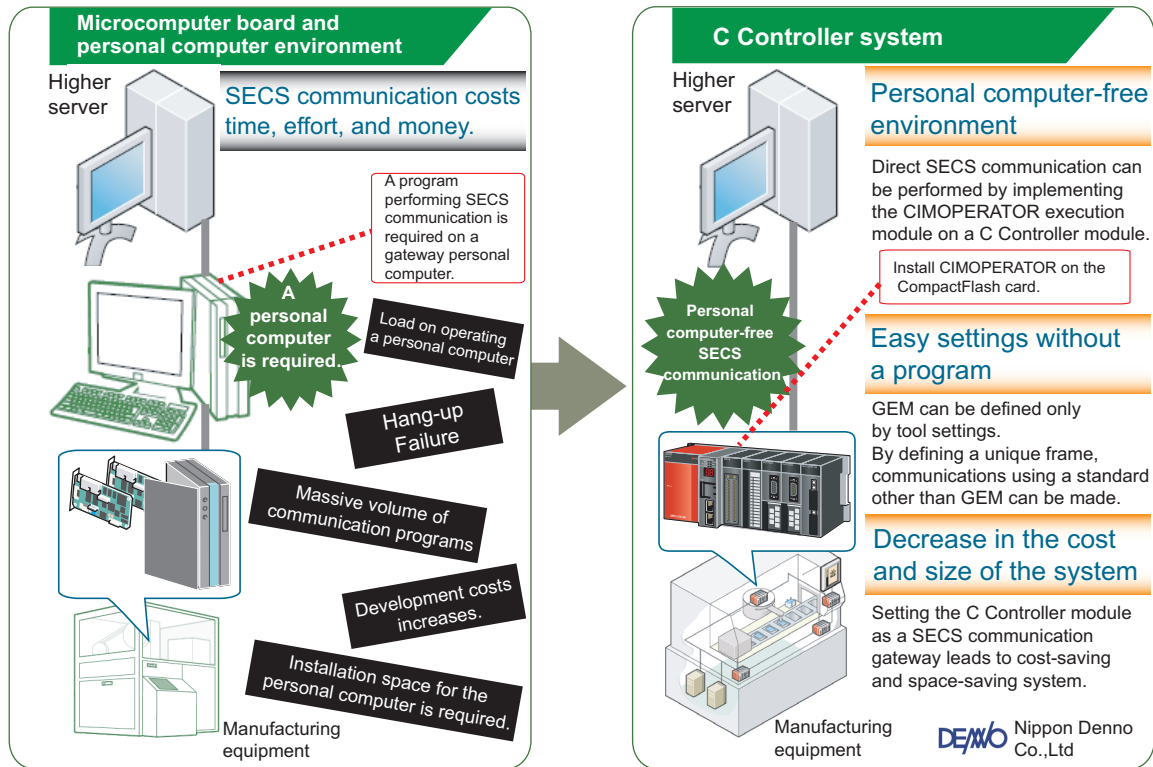 Microcomputer board and
personal computer environment
Higher
server
SECS communication costs
time, effort, and money.
A program
performing SECS
communication is
required on a
gateway personal
computer.
A
personal
computer
is required.
Load on operating
a personal computer
Hang-up
Failure
Massive volume of
communication programs
Development costs
increases.
Installation space for the
personal computer is required.
Manufacturing
equipment
C Controller system
Higher
server
Personal computer-free
environment
Direct SECS communication can
be performed by implementing
the CIMOPERATOR execution
module on a C Controller module.
Install CIMOPERATOR on the
CompactFlash card.
Personal
computer-free
SECS
communication
Easy settings without
a program
GEM can be defined only
by tool settings.
By defining a unique frame,
communications using a standard
other than GEM can be made.
Decrease in the cost
and size of the system
Setting the C Controller module
as a SECS communication
gateway leads to cost-saving
and space-saving system.
Manufacturing
equipment
DENNO
Nippon Denno
Co.,Ltd